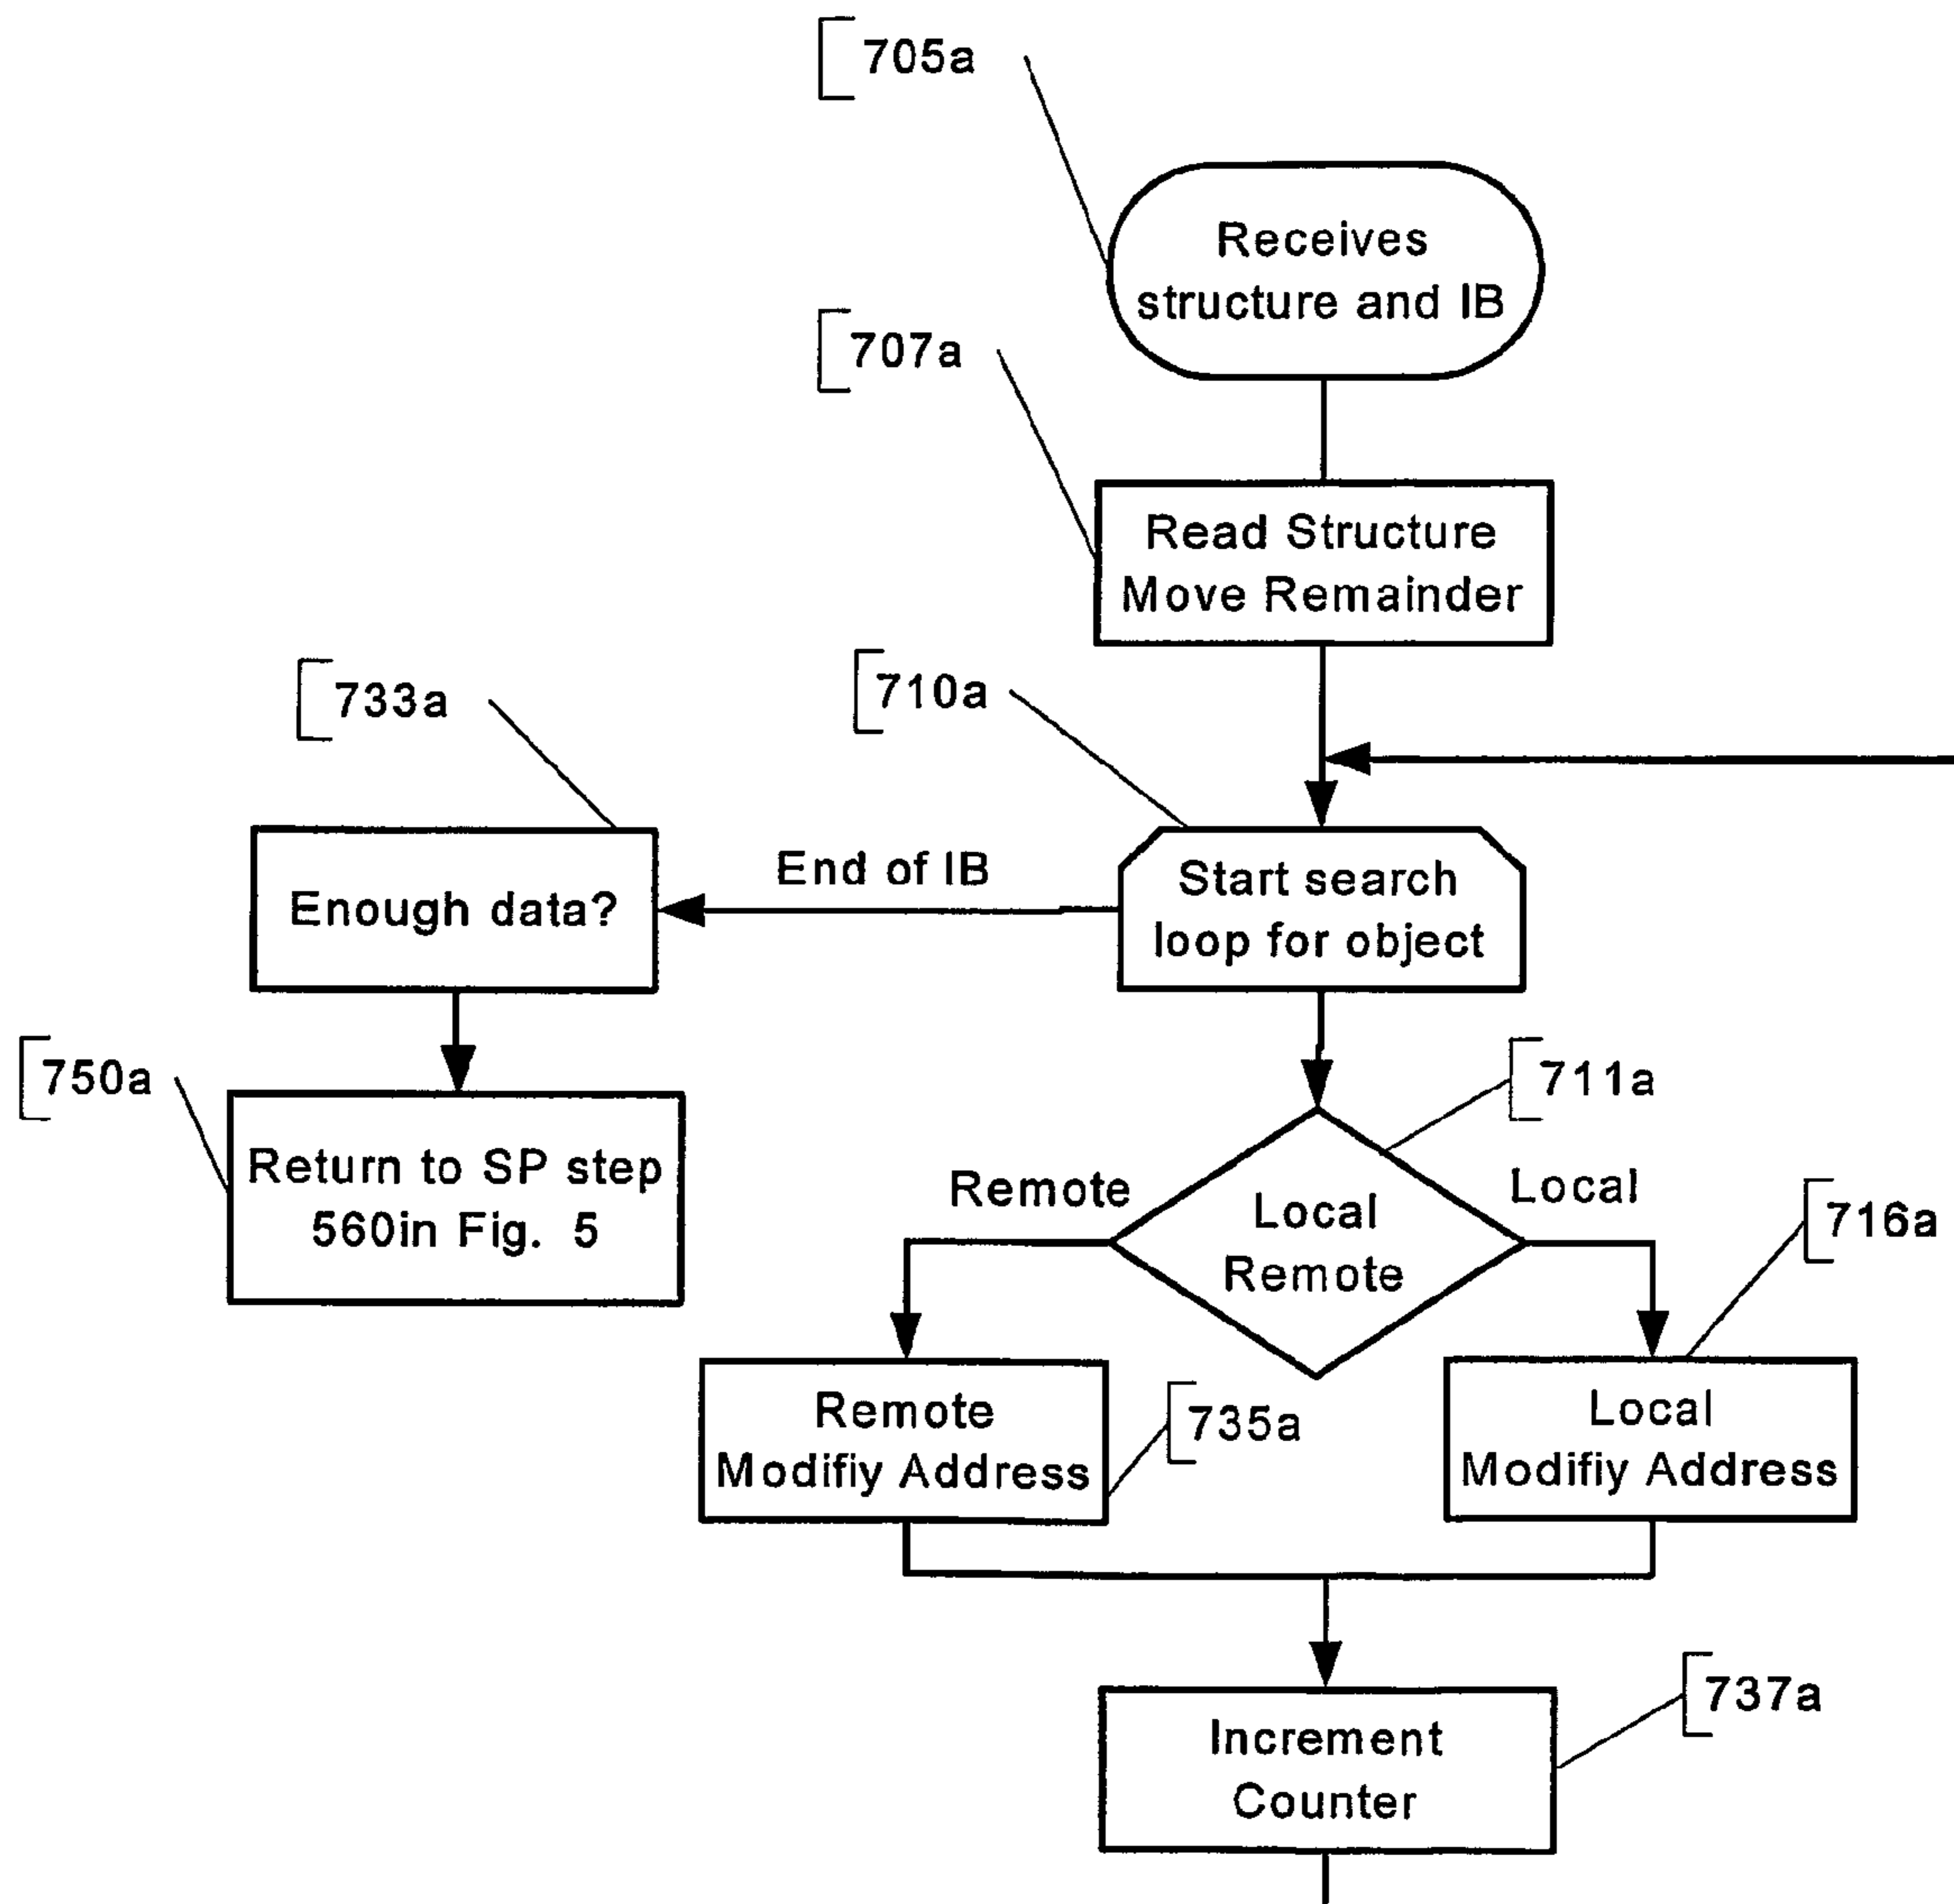 705a
Receives
structure and IB
707a
Read Structure
Move Remainder
733a
710a
End of IB
Enough data?
Start search
loop for object
750a
711a
Return to SP step
560in Fig. 5
Remote
Local
Local
Remote
716a
Remote
Modifiy Address
735a
Local
Modifiy Address
737a
Increment
Counter